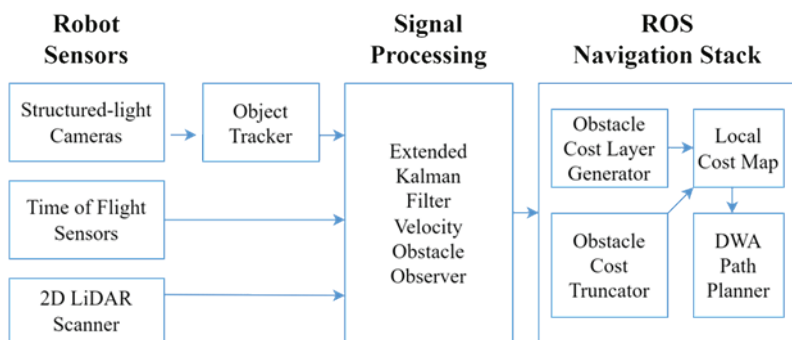 Robot
Sensors
Signal
Processing
ROS
Navigation Stack
Structured-light
Cameras
Object
Tracker
Time of Flight
Sensors
2D LiDAR
Scanner
Extended
Kalman
Filter
Velocity
Obstacle
Observer
Obstacle
Cost Layer
Generator
Local
Cost Map
Obstacle
Cost
Truncator
DWA
Path
Planner